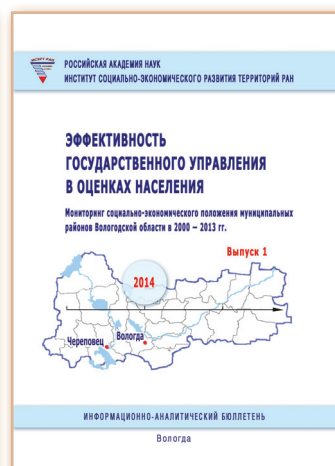 РОССИЙСКАЯ АКАДЕМИЯ НАУК
ИНСТИТУТ СОЦИАЛЬНО-ЭКОНОМИЧЕСКОГО РАЗВИТИЯ ТЕРРИТОРИЙ РАН
ЭФФЕКТИВНОСТЬ
ГОСУДАРСТВЕННОГО УПРАВЛЕНИЯ
В ОЦЕНКАХ НАСЕЛЕНИЯ
Мониторинг социально-экономического положения муниципальных
районов Вологодской области в 2000 – 2013 гг.
Выпуск 1
2014
Вологда
Череповец
ИНФОРМАЦИОННО-АНАЛИТИЧЕСКИЙ БЮЛЛЕТЕНЬ
Вологда